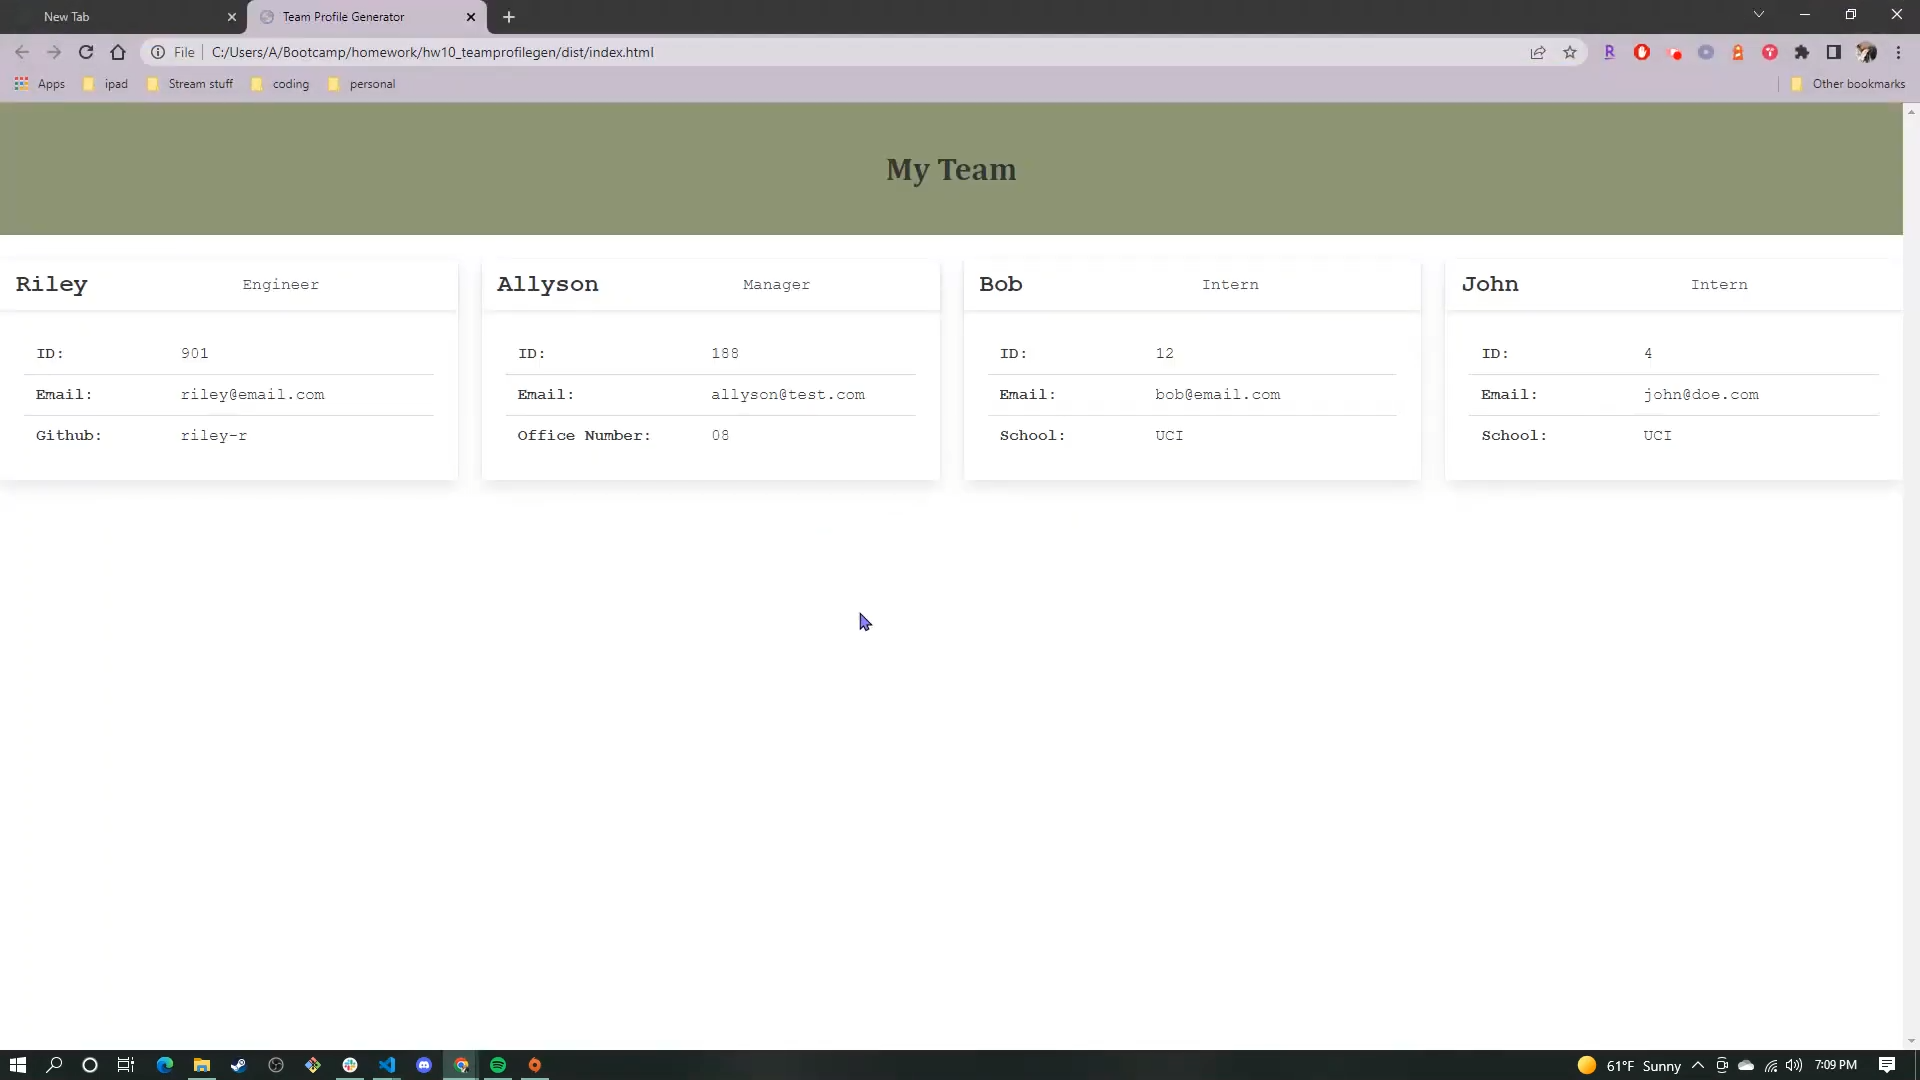 New Tab
Team Profile Generator
File
C:/Users/A/Bootcamp/homework/hw10_teamprofilegen/dist/index.html
Apps
ipad
Stream stuff
coding
personal
Other bookmarks
My Team
Riley
Engineer
ID: 901
Email: riley@email.com
Github: riley-r
Allyson
Manager
ID: 188
Email: allyson@test.com
Office Number: 08
Bob
Intern
ID: 12
Email: bob@email.com
School: UCI
John
Intern
ID: 4
Email: john@doe.com
School: UCI
61°F Sunny
7:09 PM